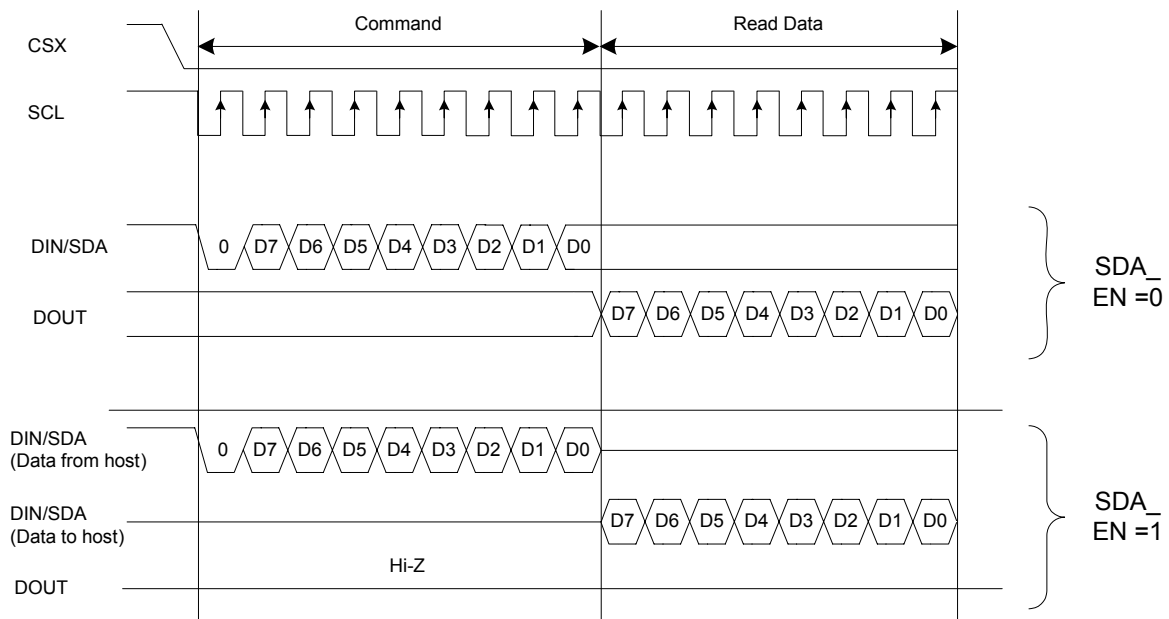 Command Read Data
CSX
SCL
DIN/SDA 0 D7 D6 D5 D4 D3 D2 D1 D0
DOUT D7 D6 D5 D4 D3 D2 D1 D0
SDA_
EN =0
DIN/SDA
(Data from host) 0 D7 D6 D5 D4 D3 D2 D1 D0
DIN/SDA
(Data to host) D7 D6 D5 D4 D3 D2 D1 D0
SDA_
EN =1
Hi-Z
DOUT